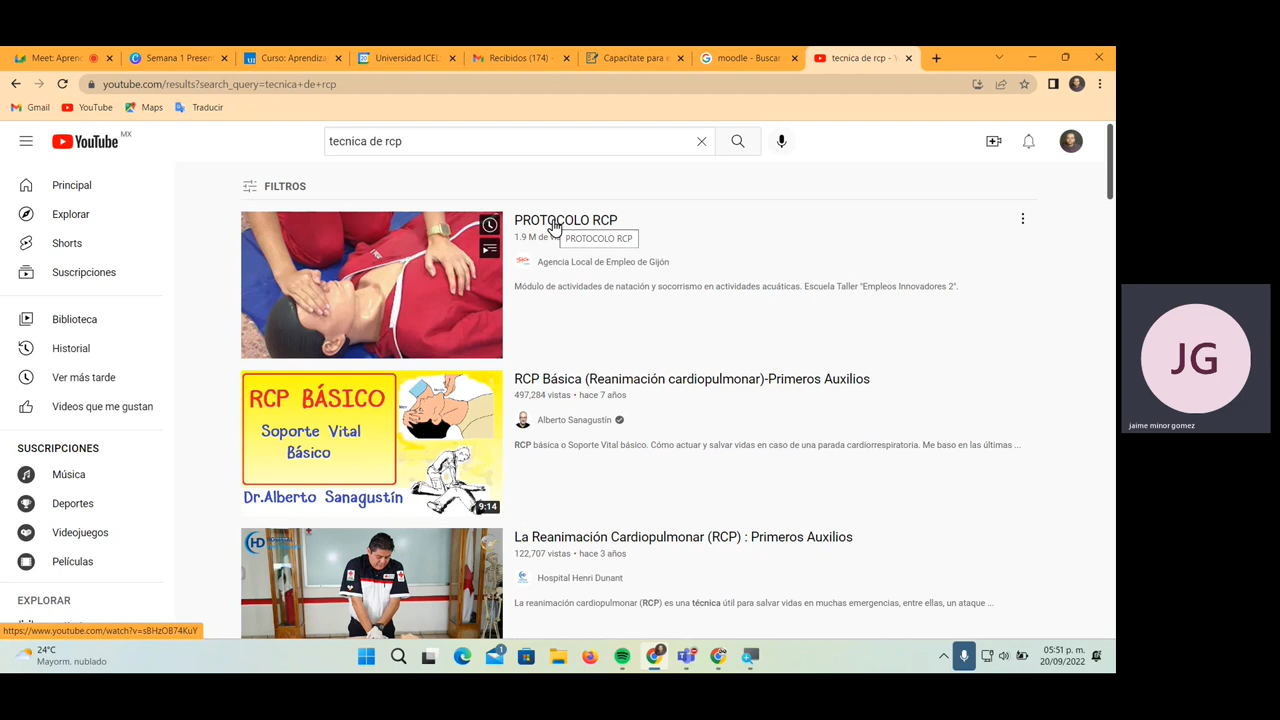 Meet: Apren
Semana 1 Presen
Curso: Aprendiza
Universidad ICEL
Recibidos (174) -
Capacítate para e
moodle - Buscar
tecnica de rcp - Y
youtube.com/results?search_query=tecnica+de+rcp
Gmail
YouTube
Maps
Traducir
YouTube MX
tecnica de rcp
Principal
Explorar
Shorts
Suscripciones
Biblioteca
Historial
Ver más tarde
Videos que me gustan
SUSCRIPCIONES
Música
Deportes
Videojuegos
Películas
EXPLORAR
FILTROS
PROTOCOLO RCP
1.9 M de
PROTOCOLO RCP
Agencia Local de Empleo de Gijón
Módulo de actividades de natación y socorrismo en actividades acuáticas. Escuela Taller "Empleos Innovadores 2".
RCP BÁSICO
Soporte Vital
Básico
Dr.Alberto Sanagustín
9:14
RCP Básica (Reanimación cardiopulmonar)-Primeros Auxilios
497,284 vistas • hace 7 años
Alberto Sanagustín
RCP básica o Soporte Vital básico. Cómo actuar y salvar vidas en caso de una parada cardiorrespiratoria. Me baso en las últimas ...
HD
La Reanimación Cardiopulmonar (RCP) : Primeros Auxilios
122,707 vistas • hace 3 años
Hospital Henri Dunant
La reanimación cardiopulmonar (RCP) es una técnica útil para salvar vidas en muchas emergencias, entre ellas, un ataque ...
https://www.youtube.com/watch?v=sBHzOB74KuY
24°C
Mayorm. nublado
1
05:51 p. m.
20/09/2022
JG
jaime minor gomez